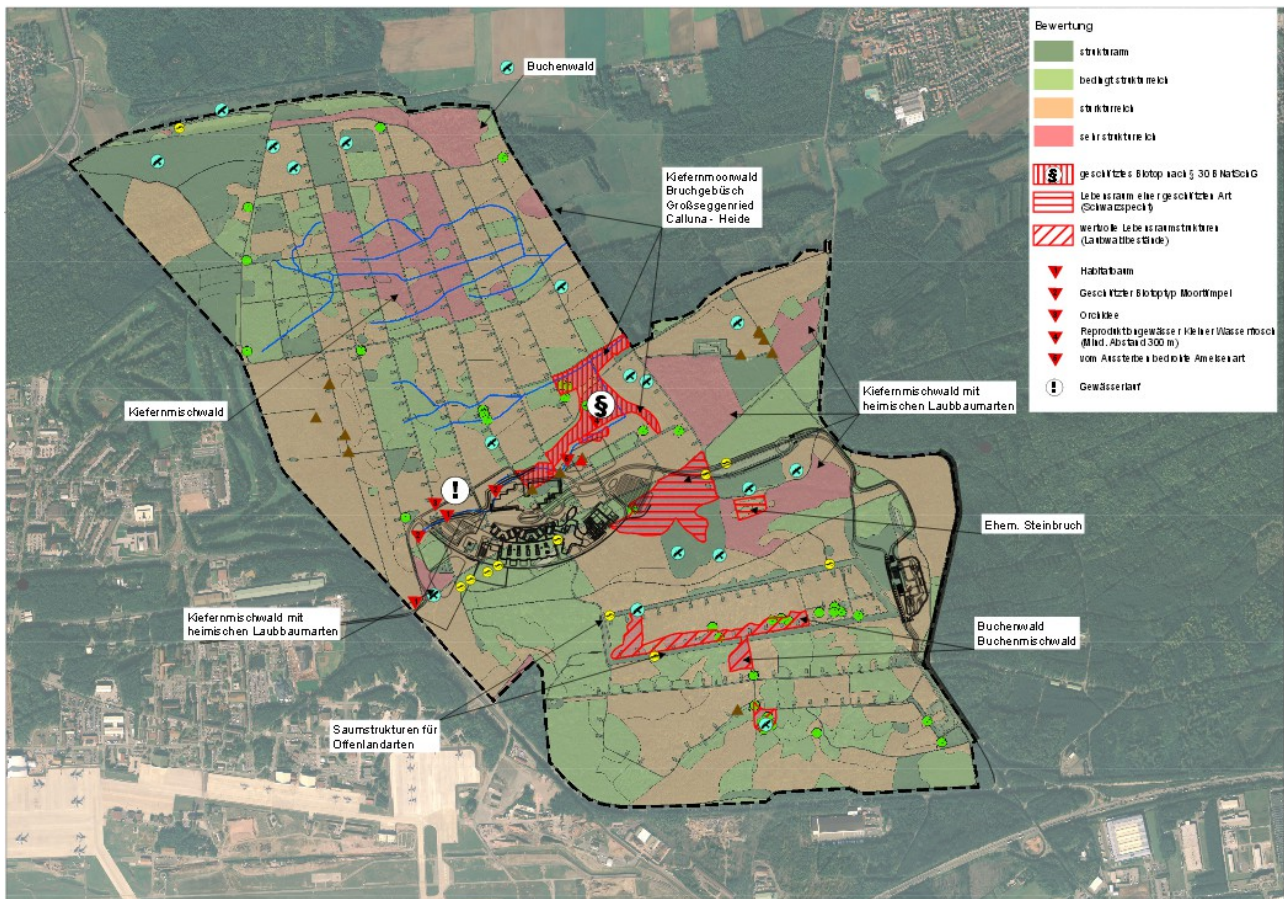 Bewertung
strukturarm
bedingt strukturreich
sturkturreich
sehr strukturreich
§
geschütztes Biotop nach § 30 BNatSchG
Lebensraum einer geschützten Art
(Schwarzspecht)
wertvolle Lebensraumstrukturen
(Laubwaldbestände)
Habitatbaum
Geschützter Biotoptyp Moortümpel
Orchidee
Reproduktiongewässer Kleiner Wasserfrosch
(Mind. Abstand 300 m)
vom Aussterben bedrohte Ameisenart
!
Gewässerlauf
Buchenwald
Kiefernmoorwald
Bruchgebüsch
Großseggenried
Calluna - Heide
Kiefernmischwald
Kiefernmischwald mit
heimischen Laubbaumarten
§
!
Ehem. Steinbruch
Kiefernmischwald mit
heimischen Laubbaumarten
Buchenwald
Buchenmischwald
Saumstrukturen für
Offenlandarten